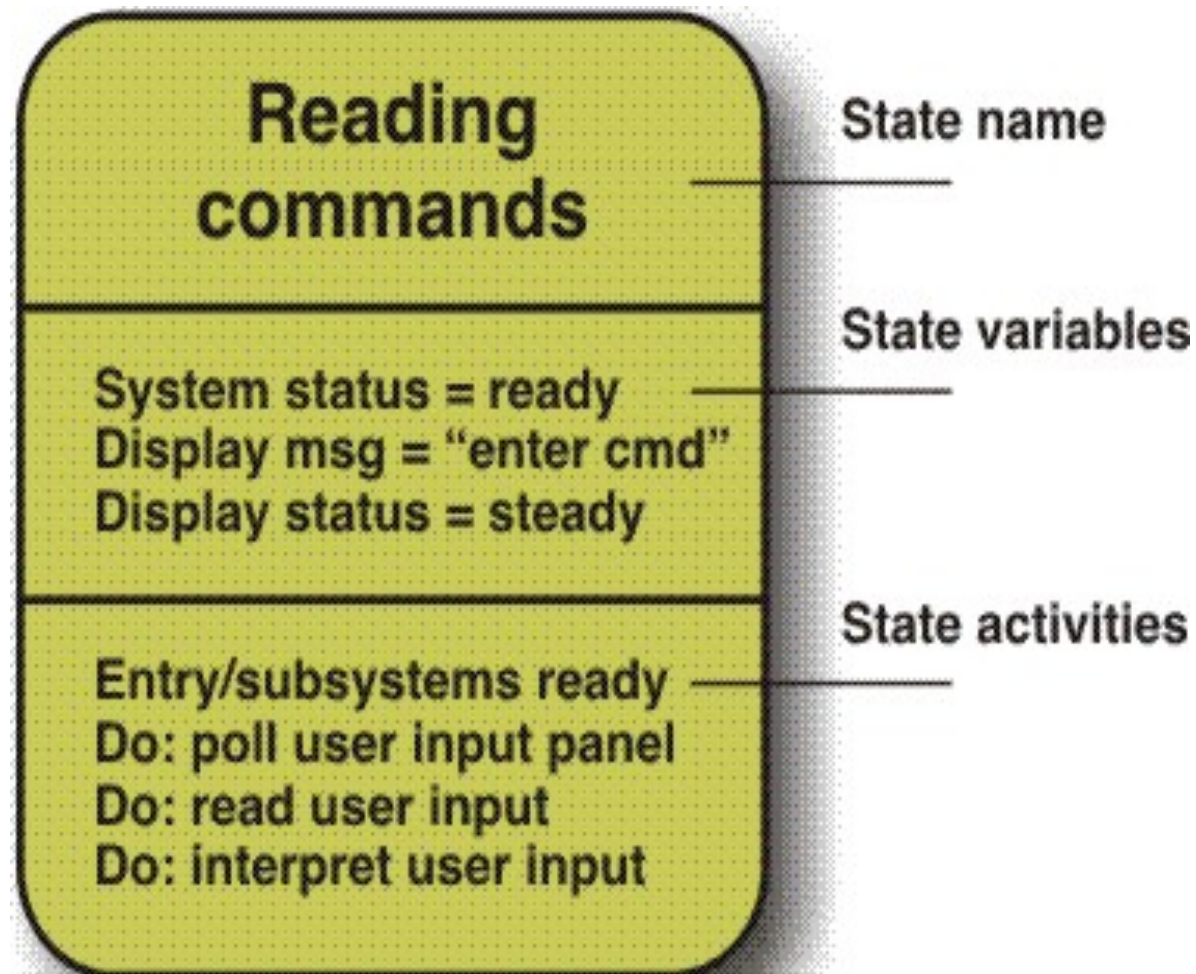 Reading
commands
State name
System status = ready
Display msg = “enter cmd”
Display status = steady
State variables
Entry/subsystems ready
Do: poll user input panel
Do: read user input
Do: interpret user input
State activities